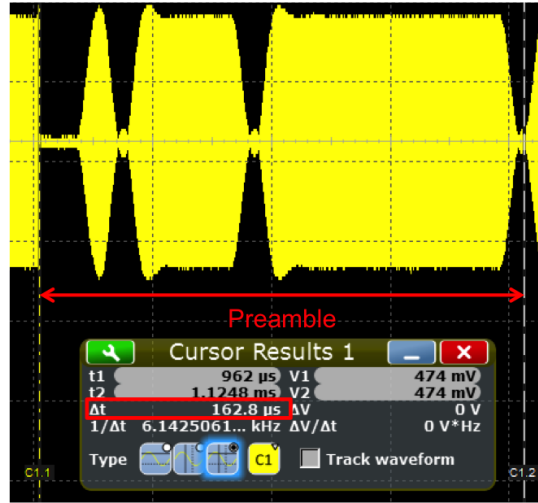 Preamble
Cursor Results 1
t1 962 µs V1 474 mV
t2 1.1248 ms V2 474 mV
Δt 162.8 µs ΔV 0 V
1/Δt 6.1425061... kHz ΔV/Δt 0 V*Hz
Type C1 Track waveform
C1.1 C1.2